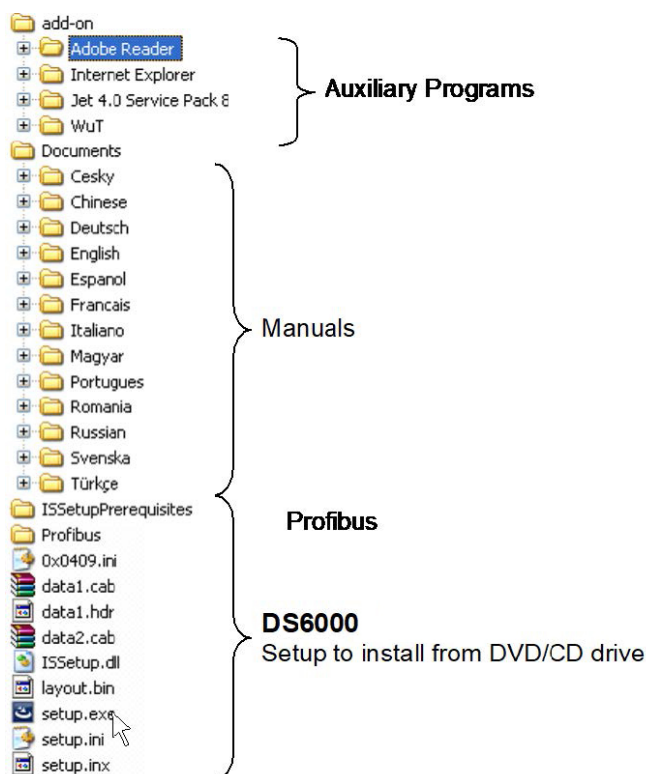 add-on
Adobe Reader
Internet Explorer
Jet 4.0 Service Pack 8
WuT
Auxiliary Programs
Documents
Cesky
Chinese
Deutsch
English
Espanol
Francais
Italiano
Magyar
Portugues
Romania
Russian
Svenska
Türkçe
Manuals
ISSetupPrerequisites
Profibus
0x0409.ini
data1.cab
data1.hdr
data2.cab
ISSetup.dll
layout.bin
setup.exe
setup.ini
setup.inx
Profibus
DS6000
Setup to install from DVD/CD drive